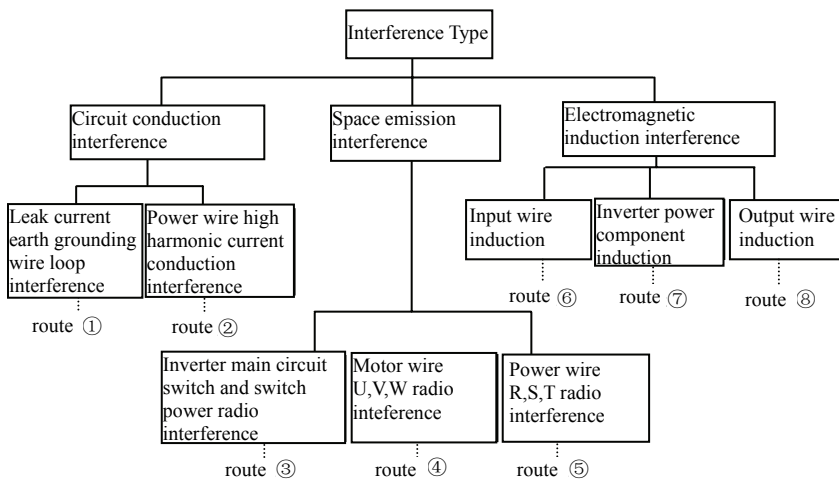 Interference Type
Circuit conduction
interference
Space emission
interference
Electromagnetic
induction interference
Leak current
earth grounding
wire loop
interference
Power wire high
harmonic current
conduction
interference
Input wire
induction
Inverter power
component
induction
Output wire
induction
route ①
route ②
route ⑥
route ⑦
route ⑧
Inverter main circuit
switch and switch
power radio
interference
Motor wire
U,V,W radio
inteference
Power wire
R,S,T radio
interference
route ③
route ④
route ⑤